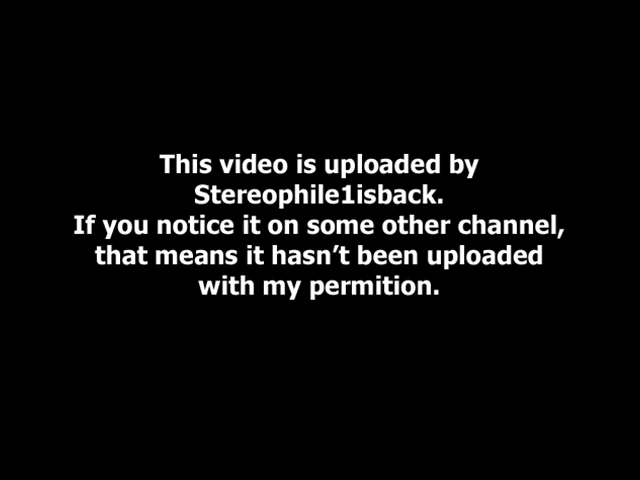 This video is uploaded by
Stereophile1isback.
If you notice it on some other channel,
that means it hasn’t been uploaded
with my permition.